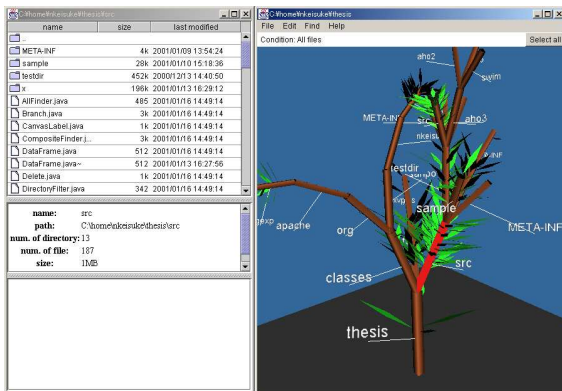 C:¥home¥nkeisuke¥thesis¥src
name size last modified
..
META-INF 4k 2001/01/09 13:54:24
sample 28k 2001/01/10 15:18:36
testdir 452k 2000/12/13 14:40:50
x 196k 2001/01/13 16:29:12
AllFinder.java 485 2001/01/16 14:49:14
Branch.java 3k 2001/01/16 14:49:14
CanvasLabel.java 1k 2001/01/16 14:49:14
CompositeFinder.j... 3k 2001/01/16 14:49:14
DataFrame.java 512 2001/01/16 14:49:14
DataFrame.java~ 512 2001/01/13 16:27:56
Delete.java 1k 2001/01/16 14:49:14
DirectoryFilter.java 342 2001/01/16 14:49:14
name: src
path: C:\home\nkeisuke\thesis\src
num. of directory: 13
num. of file: 187
size: 1MB
C:¥home¥nkeisuke¥thesis
File Edit Find Help
Condition: All files Select all
aho2
swim
META-INF
src
aho3
nkeisu
testdir
sample
apache
org
META-INF
classes
src
thesis